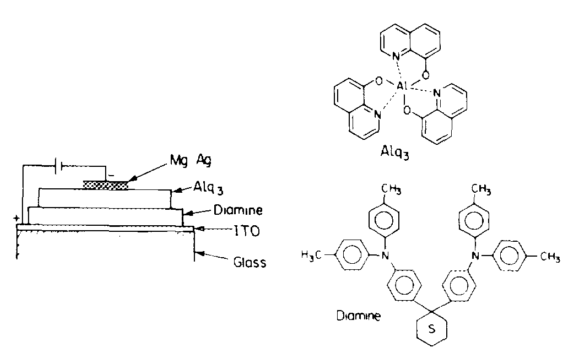 Mg Ag
Alq3
Diamine
ITO
Glass
+
−
N
O
Al
O
N
N
O
Alq3
CH3
CH3
H3C
N
N
CH3
Diamine
S